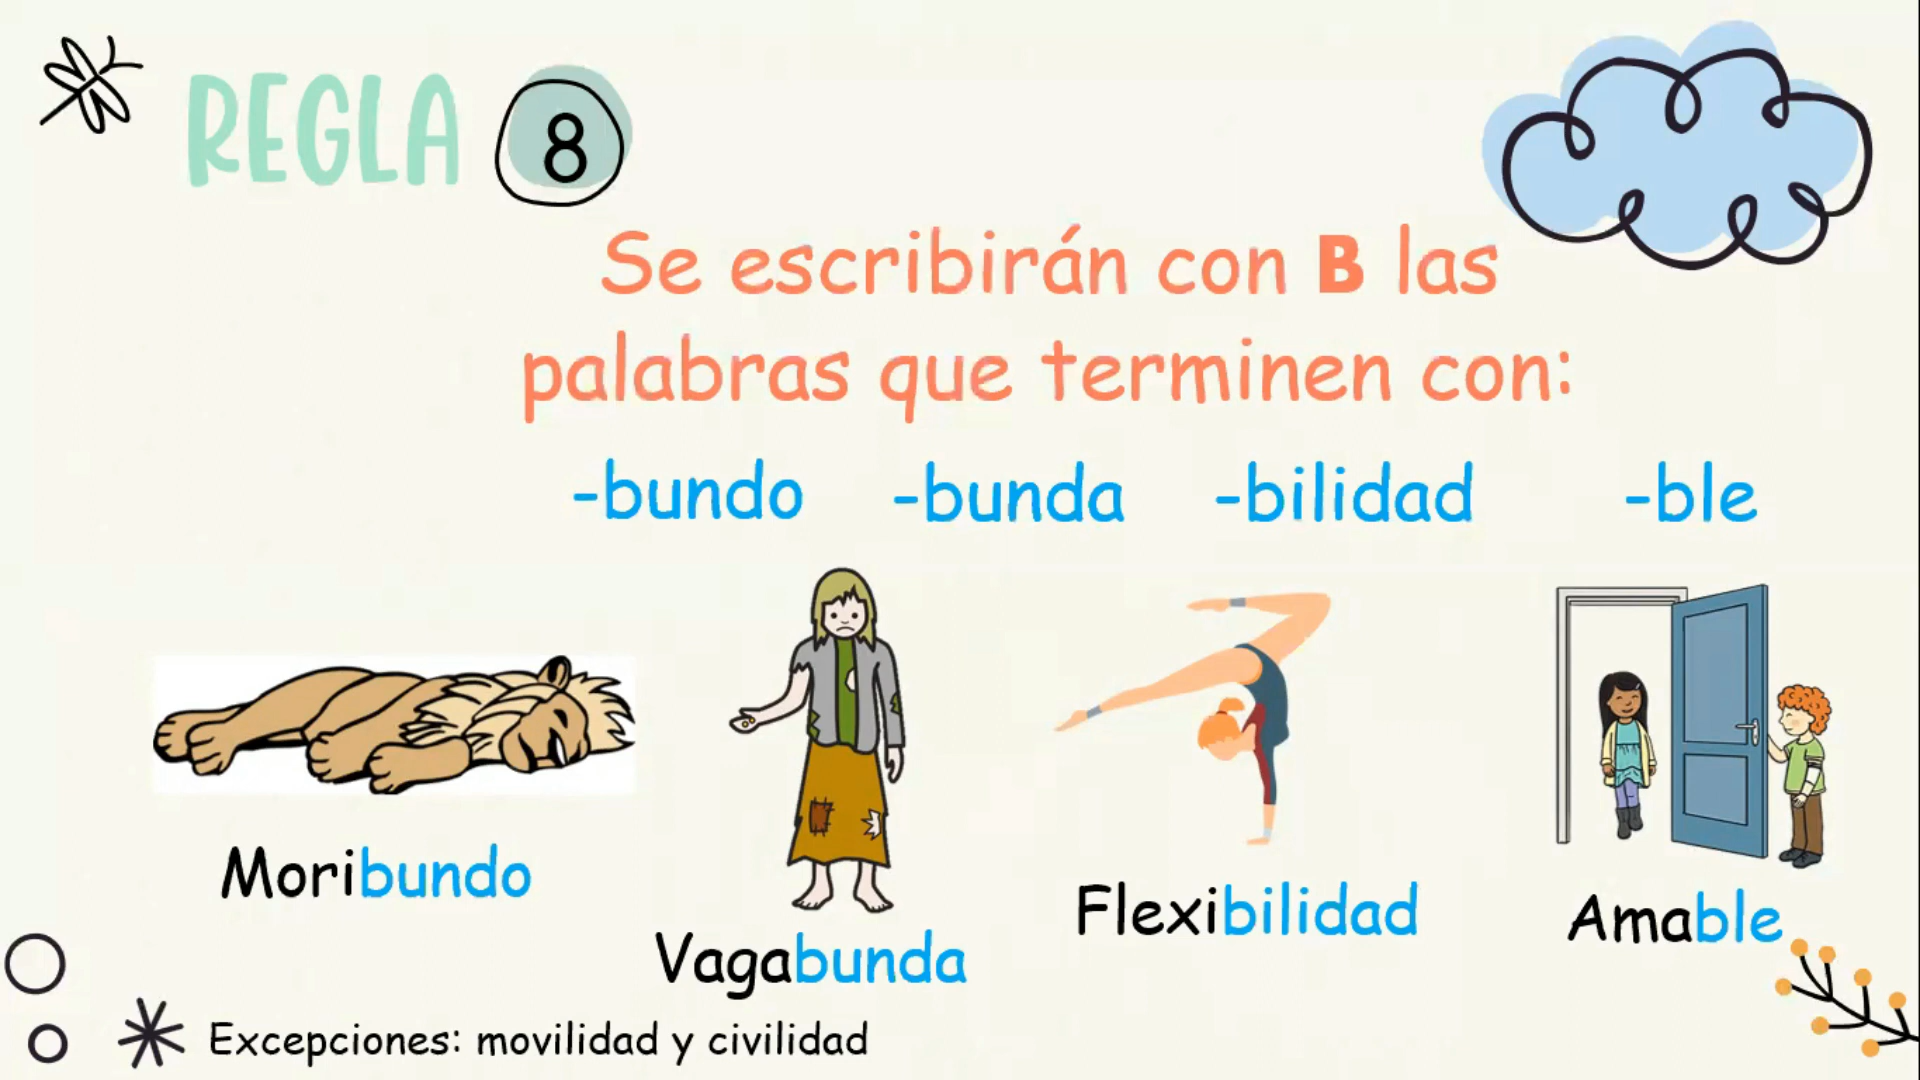 REGLA 8
Se escribirán con B las
palabras que terminen con:
-bundo -bunda -bilidad -ble
Moribundo
Vagabunda
Flexibilidad
Amable
Excepciones: movilidad y civilidad